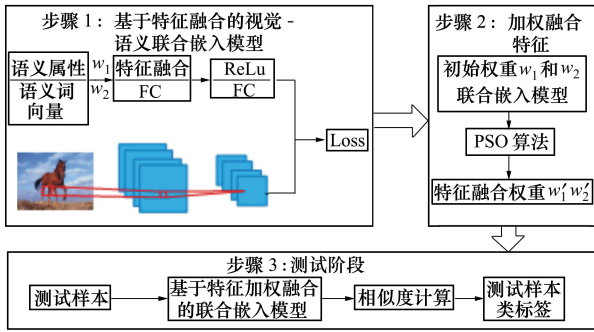 步骤 1：基于特征融合的视觉 -
语义联合嵌入模型
语义属性
语义词
向量
w₁
w₂
特征融合
FC
ReLu
FC
Loss
步骤 2：加权融合
特征
初始权重w₁和w₂
联合嵌入模型
PSO 算法
特征融合权重w₁′w₂′
步骤 3:测试阶段
测试样本
基于特征加权融合
的联合嵌入模型
相似度计算
测试样本
类标签